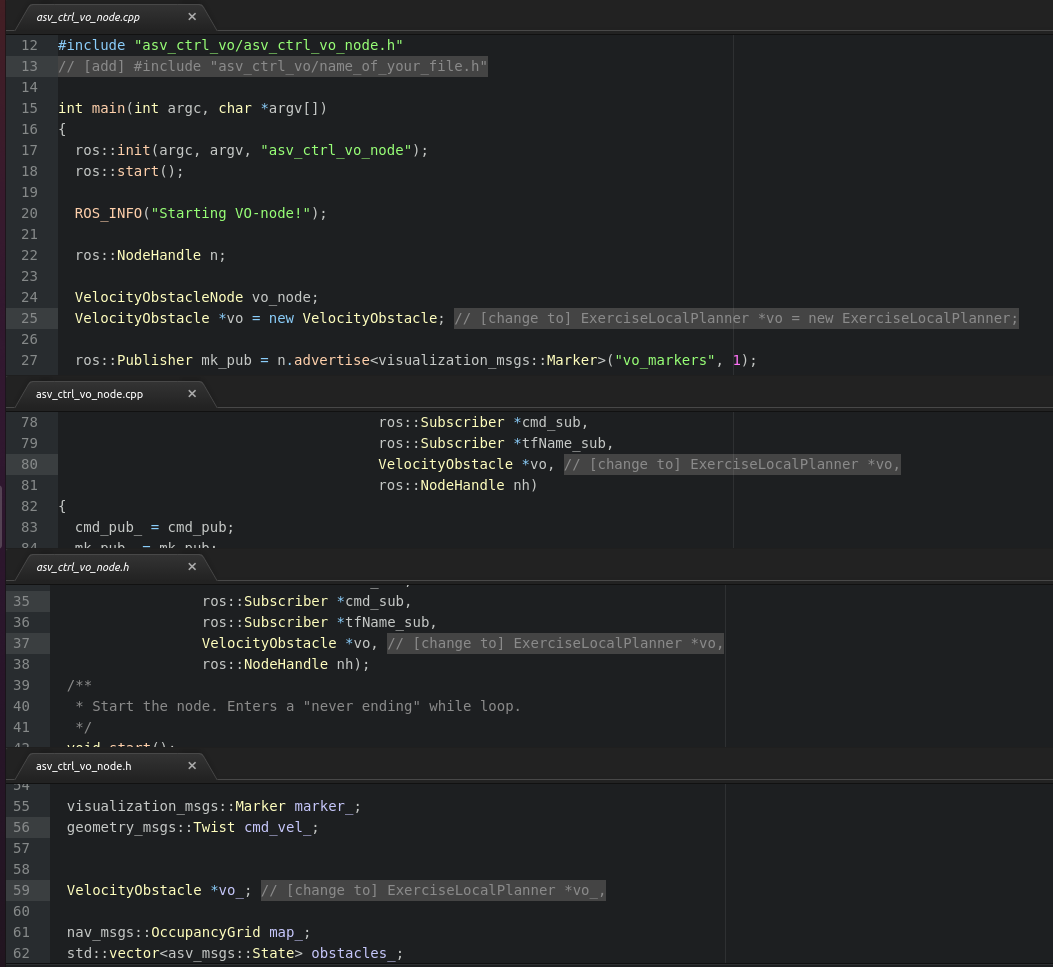 asv_ctrl_vo_node.cpp ×
12 #include "asv_ctrl_vo/asv_ctrl_vo_node.h"
13 // [add] #include "asv_ctrl_vo/name_of_your_file.h"
14
15 int main(int argc, char *argv[])
16 {
17   ros::init(argc, argv, "asv_ctrl_vo_node");
18   ros::start();
19
20   ROS_INFO("Starting VO-node!");
21
22   ros::NodeHandle n;
23
24   VelocityObstacleNode vo_node;
25   VelocityObstacle *vo = new VelocityObstacle; // [change to] ExerciseLocalPlanner *vo = new ExerciseLocalPlanner;
26
27   ros::Publisher mk_pub = n.advertise<visualization_msgs::Marker>("vo_markers", 1);
asv_ctrl_vo_node.cpp ×
78 ros::Subscriber *cmd_sub,
79 ros::Subscriber *tfName_sub,
80 VelocityObstacle *vo, // [change to] ExerciseLocalPlanner *vo,
81 ros::NodeHandle nh)
82 {
83   cmd_pub_ = cmd_pub;
84   mk_pub_ = mk_pub;
asv_ctrl_vo_node.h ×
35 ros::Subscriber *cmd_sub,
36 ros::Subscriber *tfName_sub,
37 VelocityObstacle *vo, // [change to] ExerciseLocalPlanner *vo,
38 ros::NodeHandle nh);
39 /**
40  * Start the node. Enters a "never ending" while loop.
41  */
42 void start();
asv_ctrl_vo_node.h ×
54
55 visualization_msgs::Marker marker_;
56 geometry_msgs::Twist cmd_vel_;
57
58
59 VelocityObstacle *vo_; // [change to] ExerciseLocalPlanner *vo_,
60
61 nav_msgs::OccupancyGrid map_;
62 std::vector<asv_msgs::State> obstacles_;